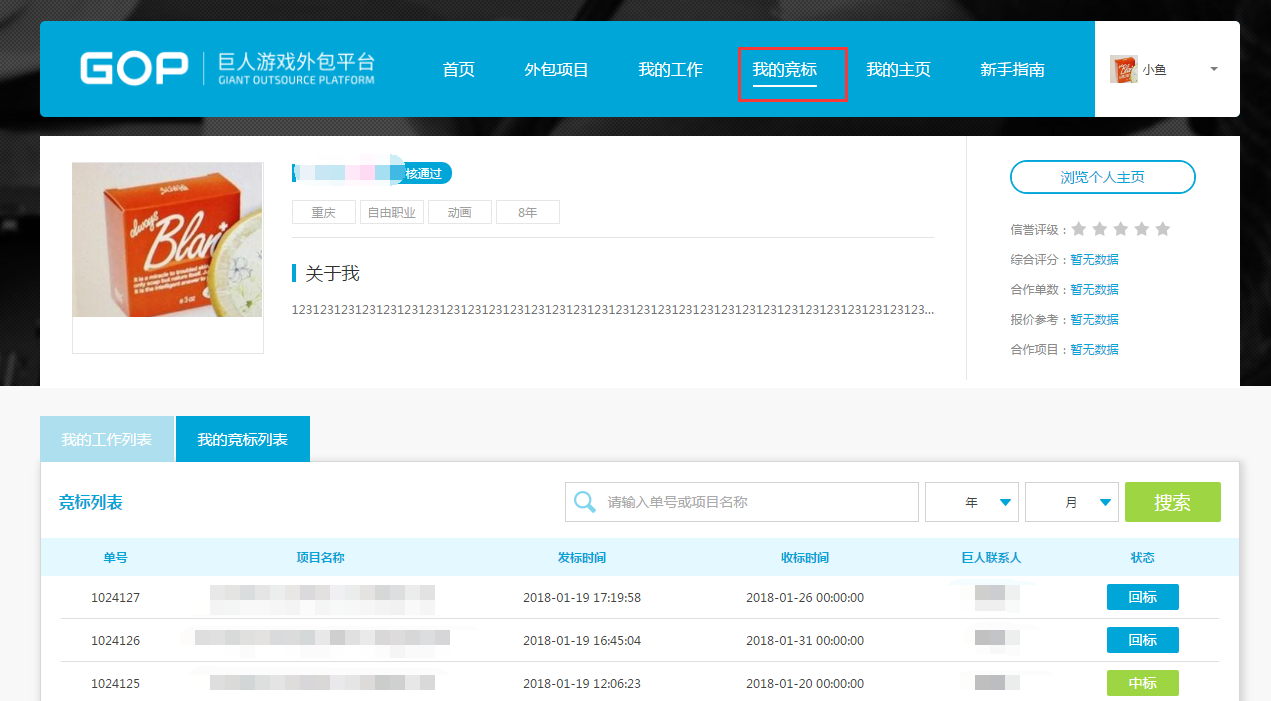 GOP 巨人游戏外包平台 GIANT OUTSOURCE PLATFORM 首页 外包项目 我的工作 我的竞标 我的主页 新手指南 小鱼
核通过
重庆 自由职业 动画 8年
关于我
123123123123123123123123123123123123123123123123123123123123123123123123123123123123123123...
always
Blan
浏览个人主页
信誉评级：
综合评分：暂无数据
合作单数：暂无数据
报价参考：暂无数据
合作项目：暂无数据
我的工作列表 我的竞标列表
竞标列表 请输入单号或项目名称 年 月 搜索
单号 项目名称 发标时间 收标时间 巨人联系人 状态
1024127 2018-01-19 17:19:58 2018-01-26 00:00:00 回标
1024126 2018-01-19 16:45:04 2018-01-31 00:00:00 回标
1024125 2018-01-19 12:06:23 2018-01-20 00:00:00 中标